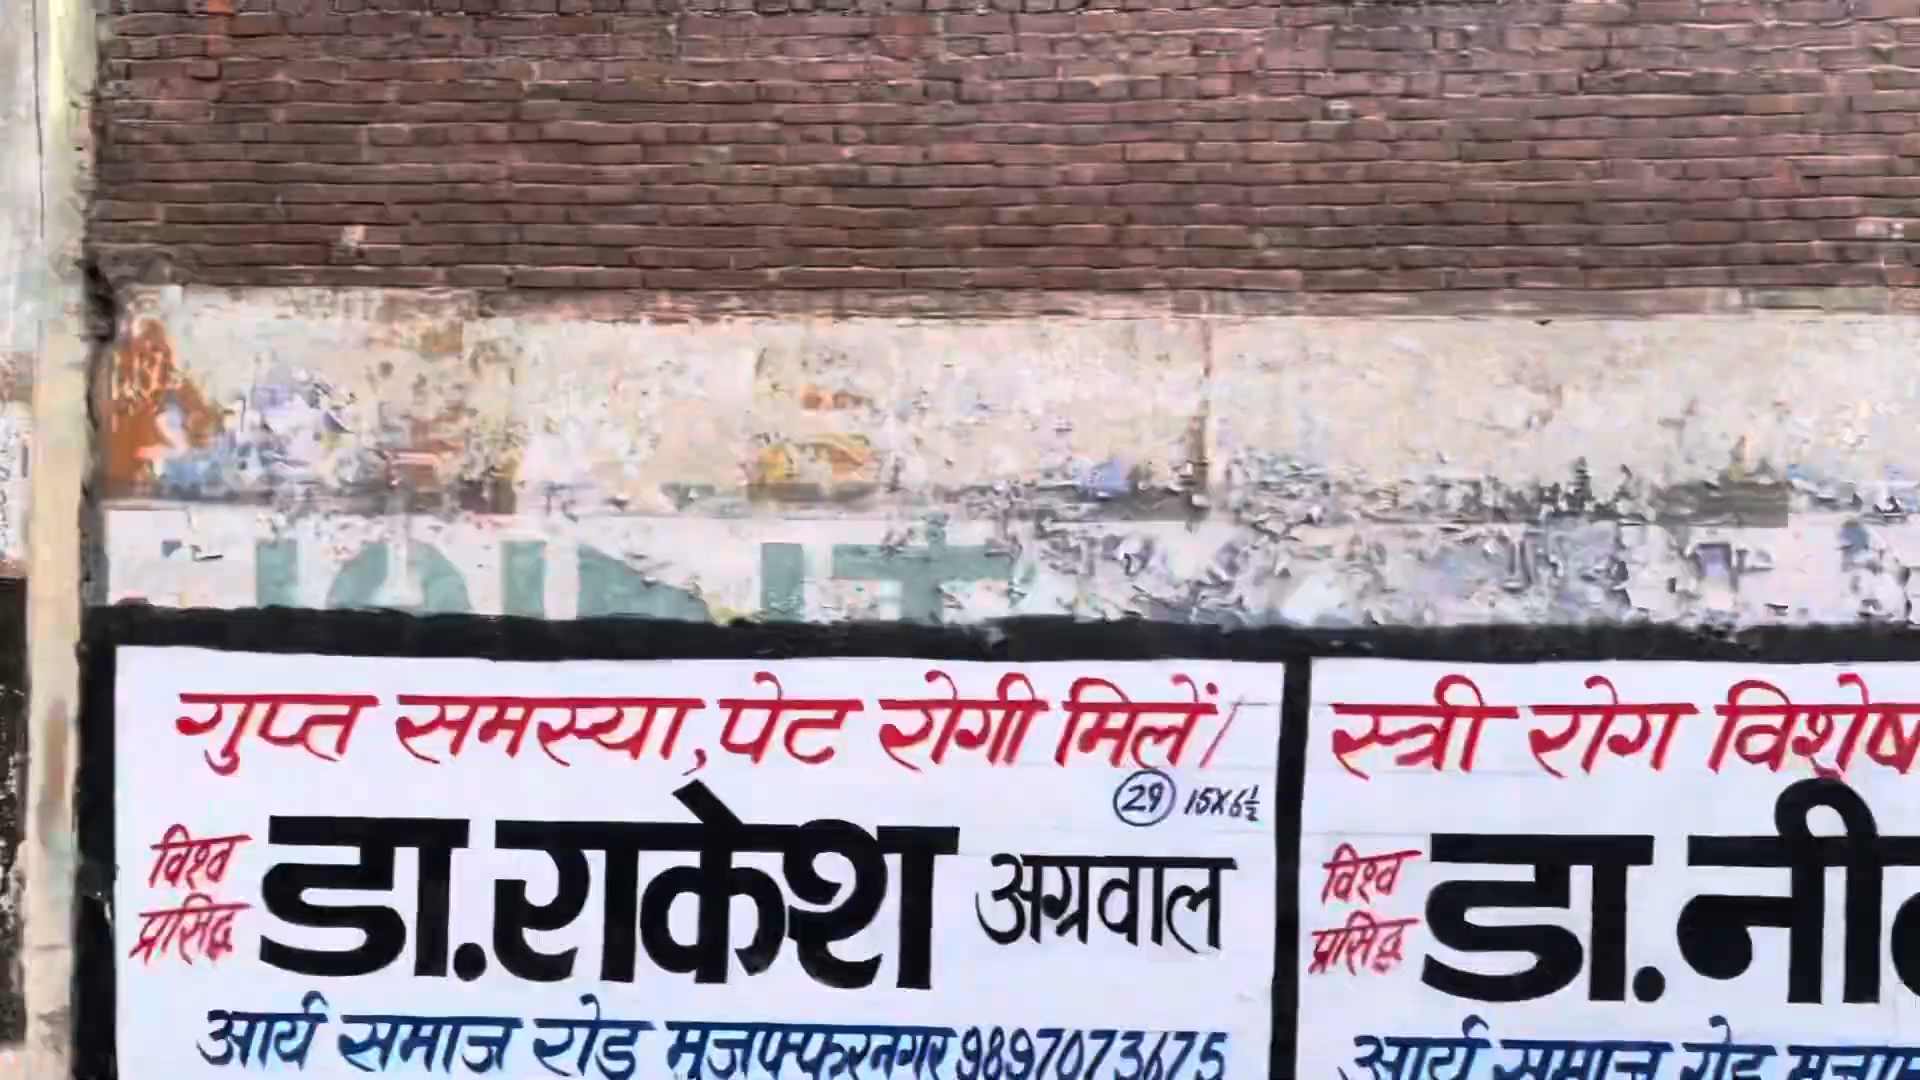 गुप्त समस्या, पेट रोगी मिलें।
29 15x6½
विश्व
प्रसिद्ध
डा. राकेश अग्रवाल
आर्य समाज रोड मुजफ्फरनगर 9897073675
स्त्री रोग विशेष
विश्व
प्रसिद्ध
डा. नी
आर्य समाज रोड